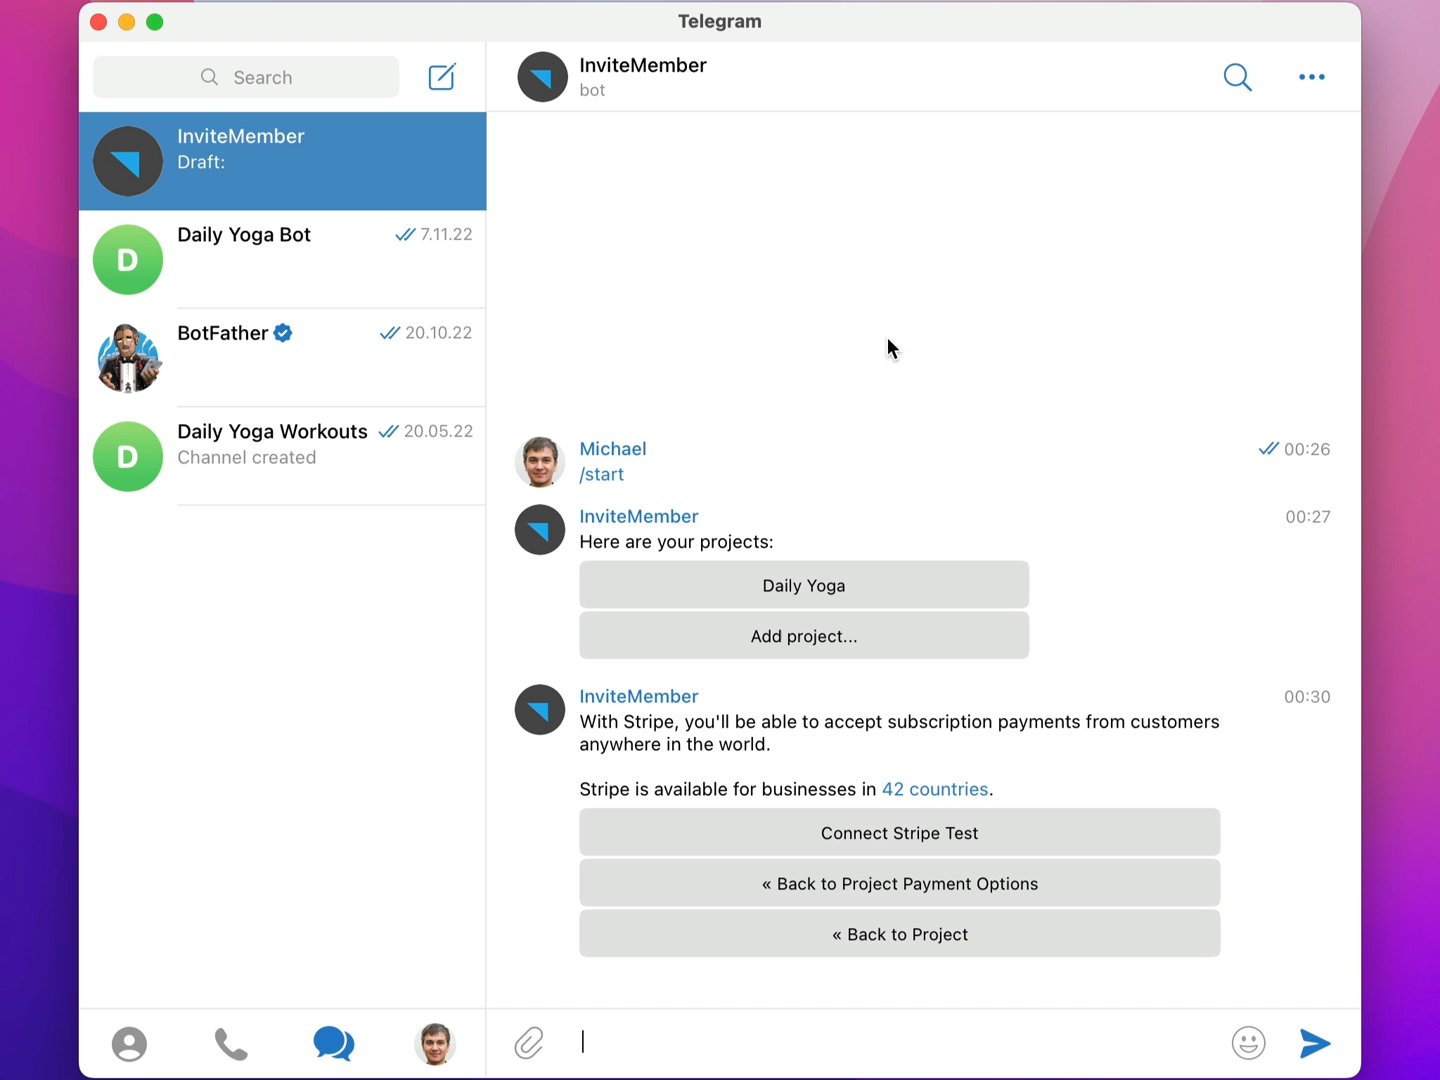 Telegram
Search
InviteMember
Draft:
Daily Yoga Bot
7.11.22
BotFather
20.10.22
Daily Yoga Workouts
20.05.22
Channel created
D
D
InviteMember
bot
Michael
00:26
/start
InviteMember
00:27
Here are your projects:
Daily Yoga
Add project...
InviteMember
00:30
With Stripe, you'll be able to accept subscription payments from customers
anywhere in the world.
Stripe is available for businesses in 42 countries.
Connect Stripe Test
« Back to Project Payment Options
« Back to Project